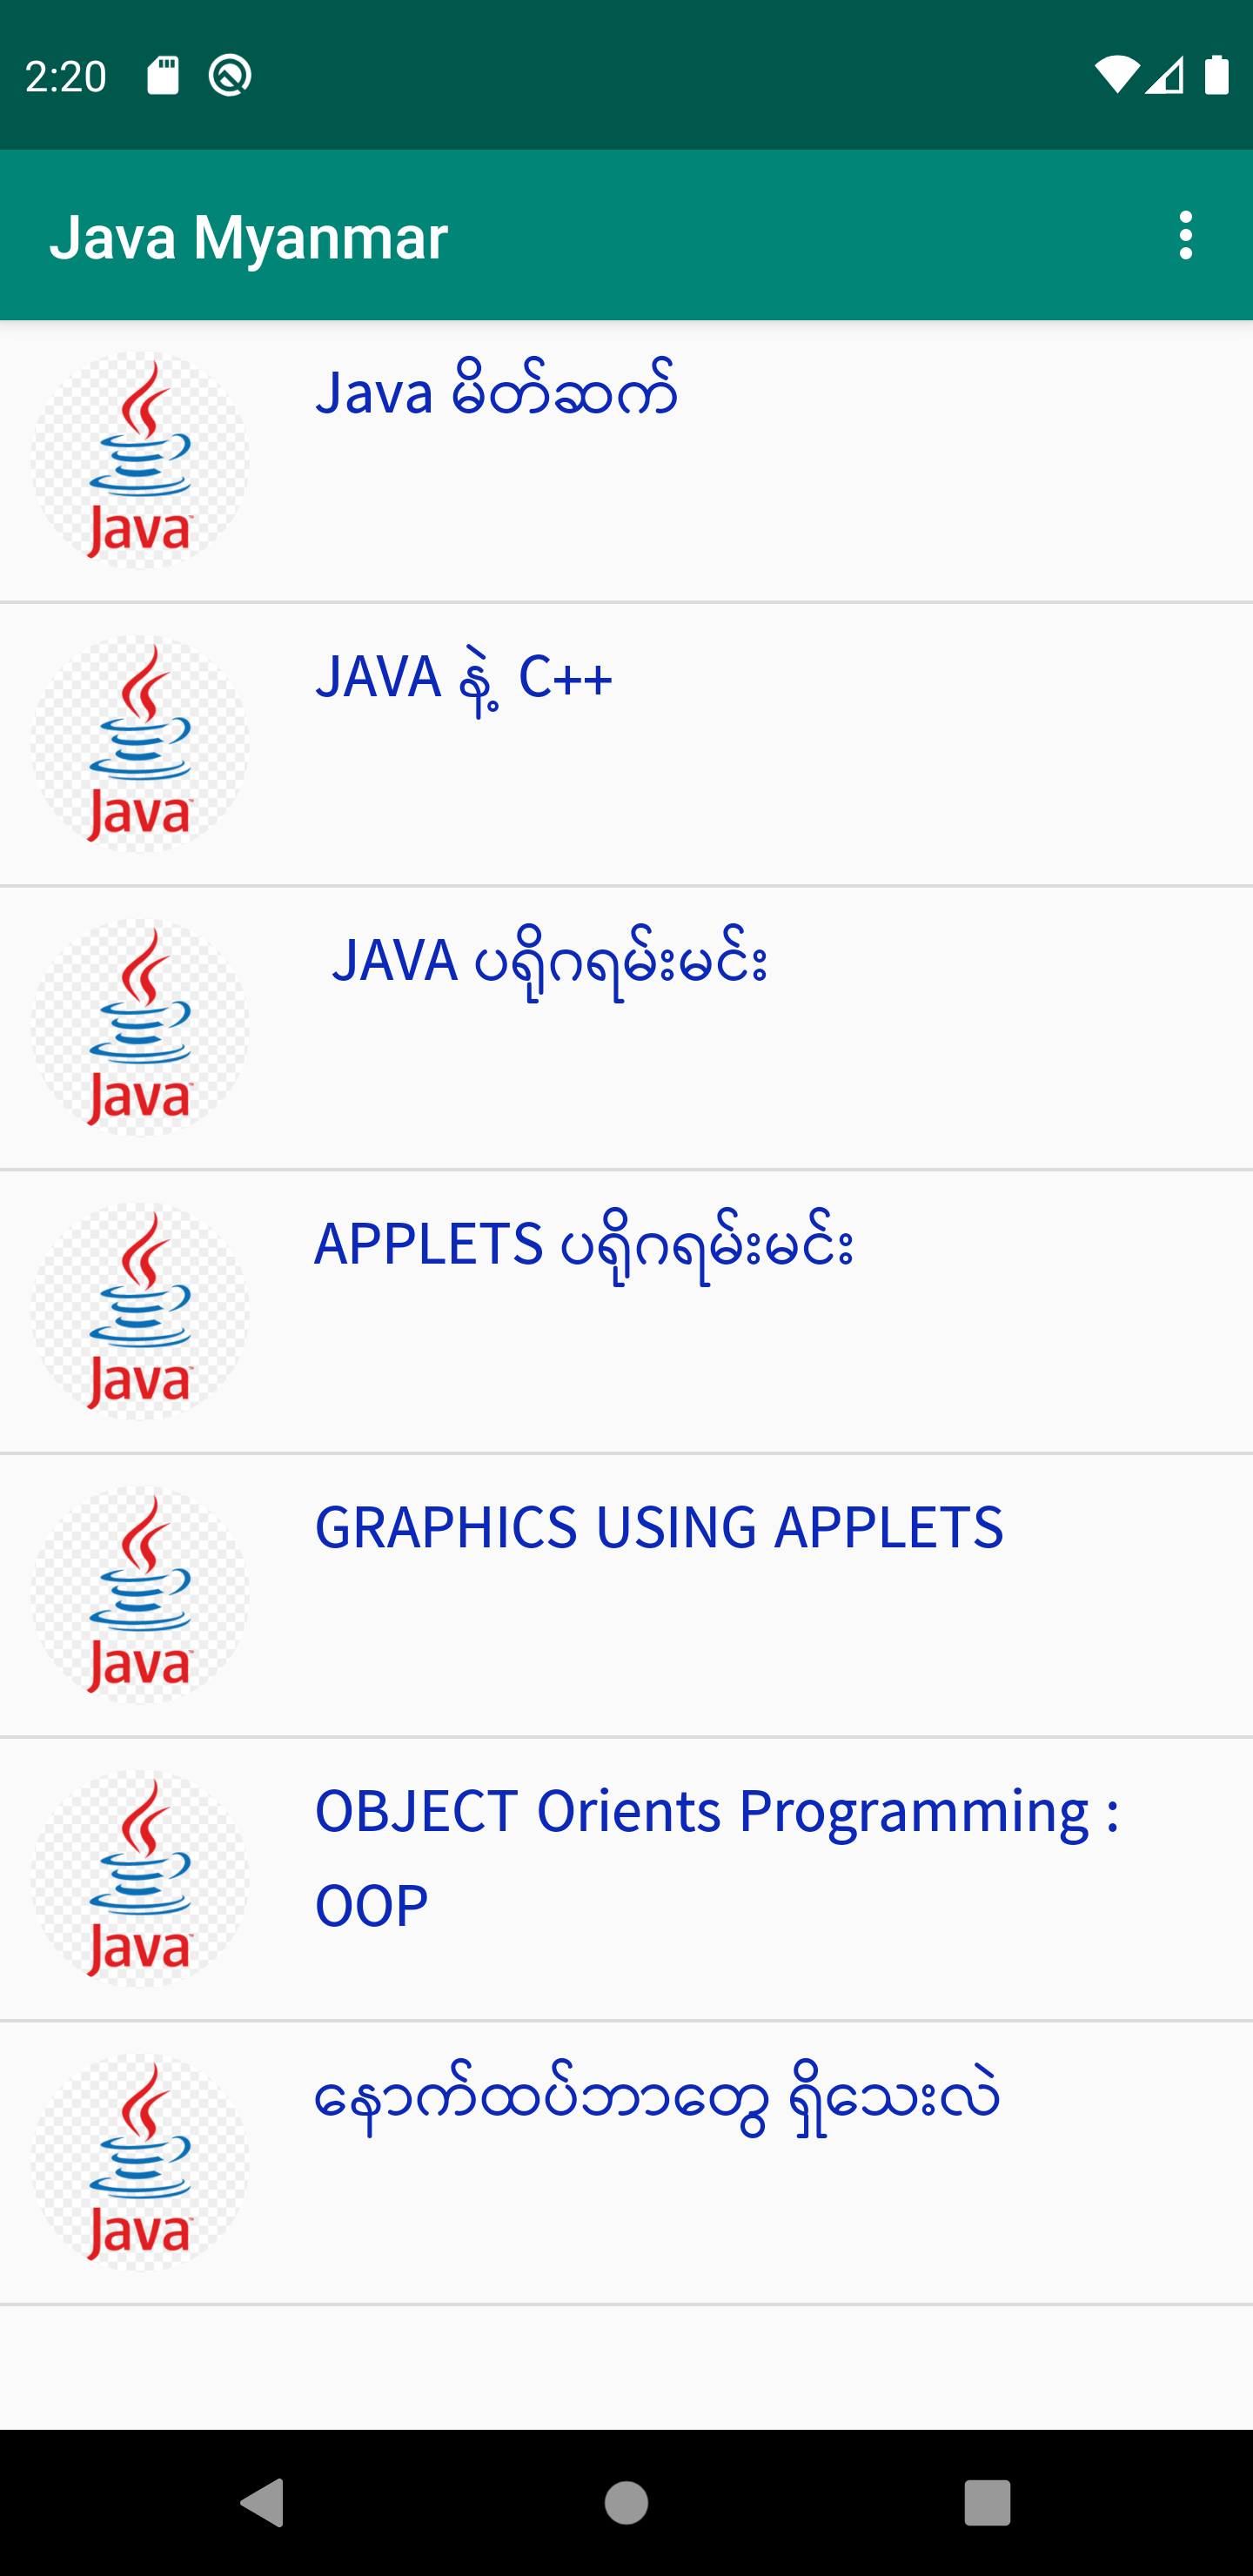 2:20
Java Myanmar
Java မိတ်ဆက်
Java
JAVA နဲ့ C++
Java
JAVA ပရိုဂရမ်းမင်း
Java
APPLETS ပရိုဂရမ်းမင်း
Java
GRAPHICS USING APPLETS
Java
OBJECT Orients Programming :
OOP
Java
နောက်ထပ်ဘာတွေ ရှိသေးလဲ
Java